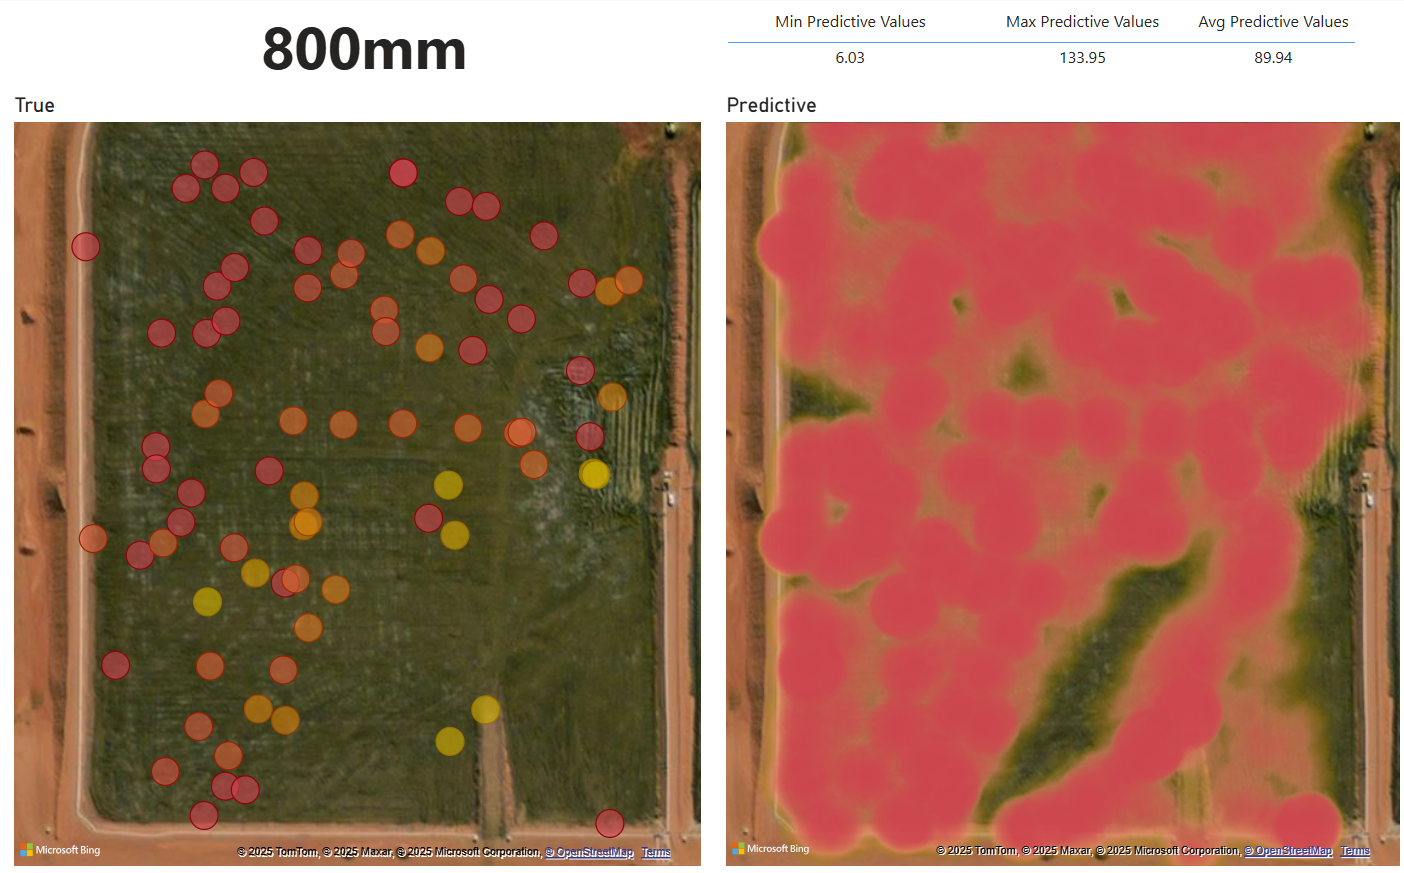 800mm
Min Predictive Values Max Predictive Values Avg Predictive Values
6.03 133.95 89.94
True
Predictive
Microsoft Bing
© 2025 TomTom, © 2025 Maxar, © 2025 Microsoft Corporation, © OpenStreetMap Terms
Microsoft Bing
© 2025 TomTom, © 2025 Maxar, © 2025 Microsoft Corporation, © OpenStreetMap Terms